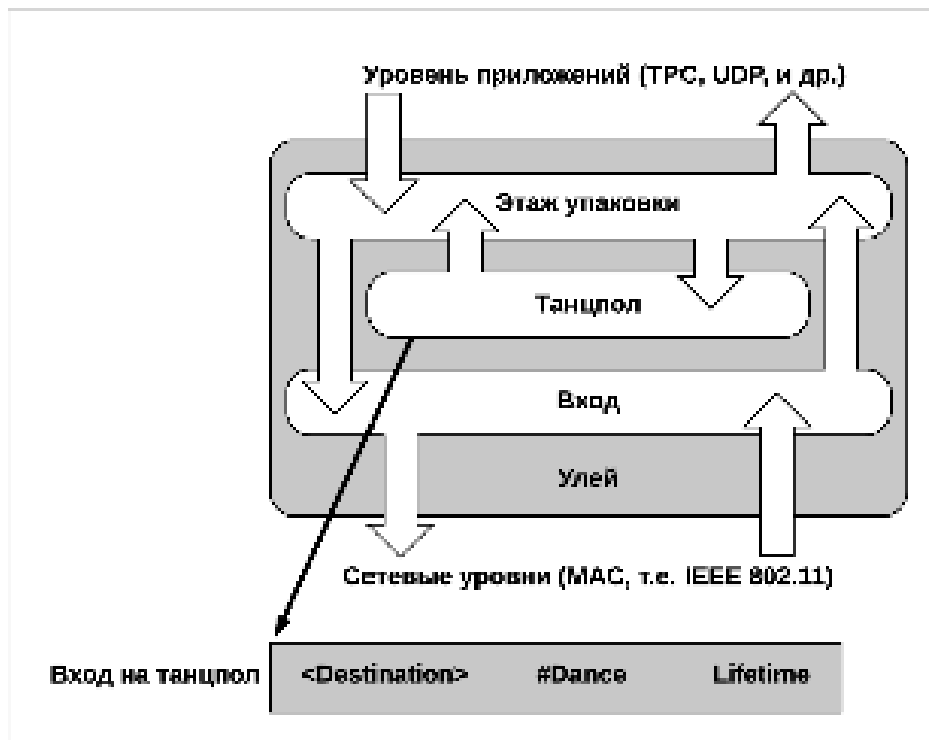 Уровень приложений (TPC, UDP, и др.)
Этаж упаковки
Танцпол
Вход
Улей
Сетевые уровни (MAC, т.е. IEEE 802.11)
Вход на танцпол <Destination> #Dance Lifetime